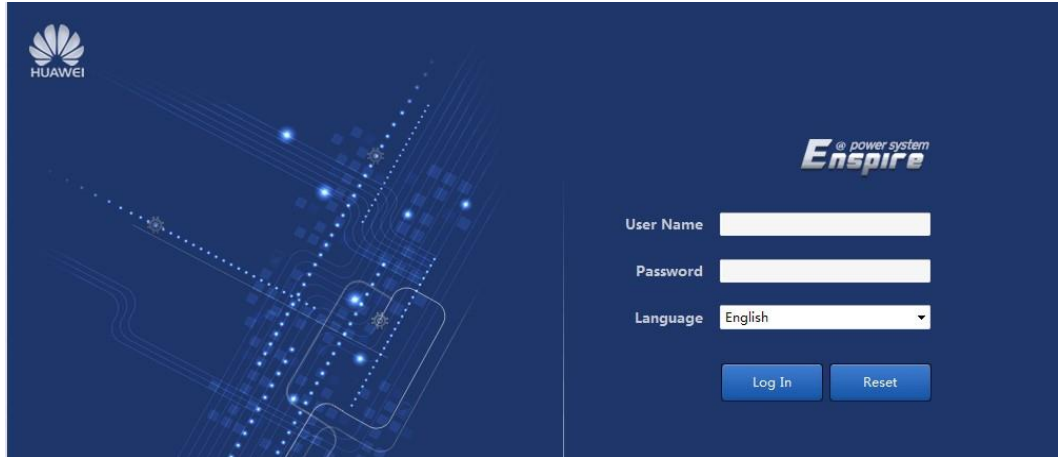 HUAWEI
@ power system
Enspire
User Name
Password
Language English
Log In Reset